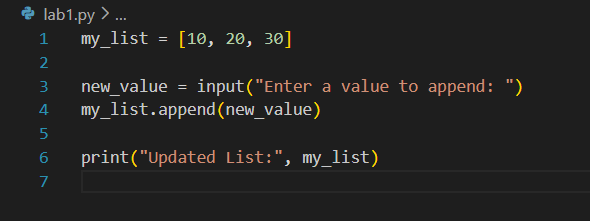 lab1.py > ...
1 my_list = [10, 20, 30]
2
3 new_value = input("Enter a value to append: ")
4 my_list.append(new_value)
5
6 print("Updated List:", my_list)
7